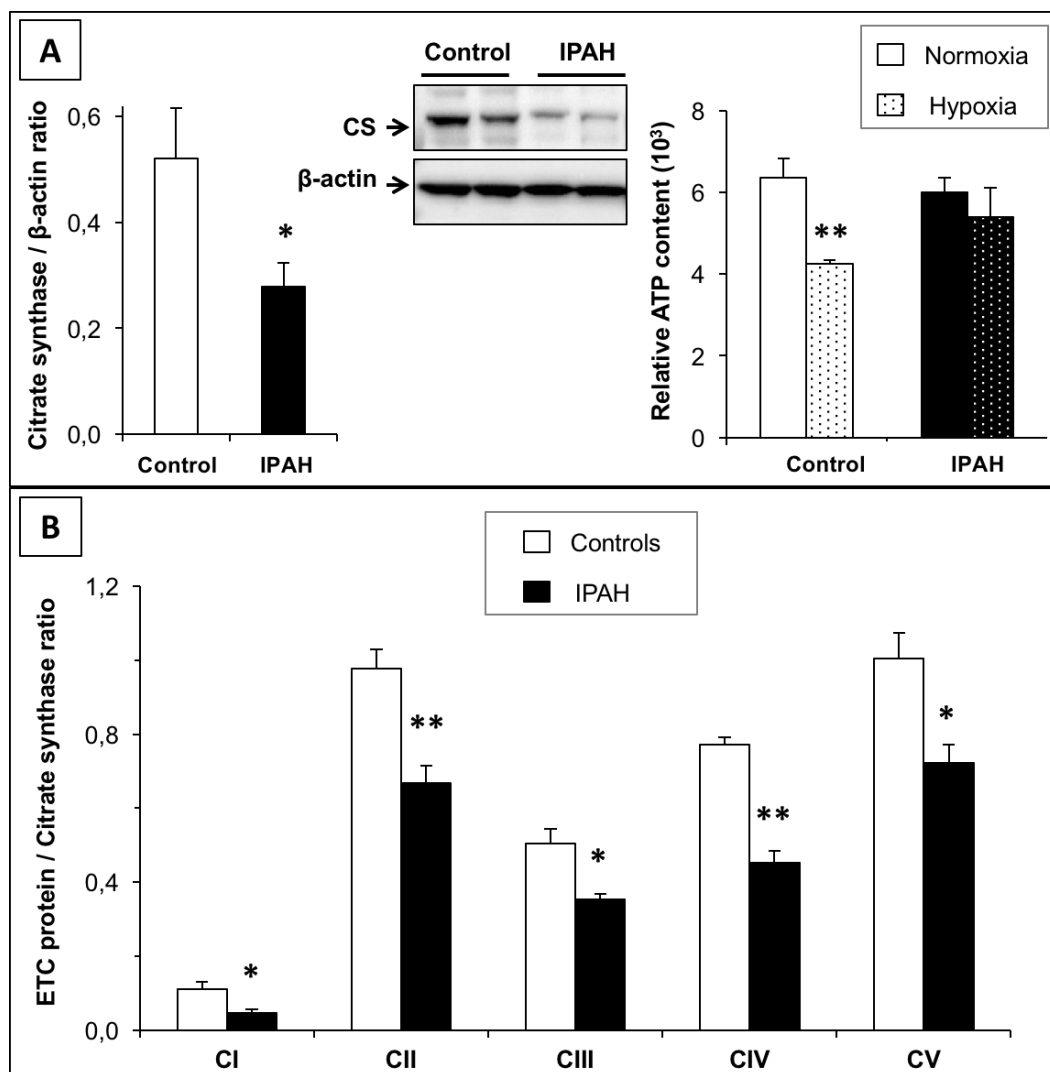 A
Citrate synthase / β-actin ratio
0,6
0,4
0,2
0,0
*
Control
IPAH
Control
IPAH
CS
β-actin
Normoxia
Hypoxia
Relative ATP content (10³)
8
6
4
2
0
**
Control
IPAH
B
Controls
IPAH
ETC protein / Citrate synthase ratio
1,2
0,8
0,4
0,0
*
**
*
**
*
CI
CII
CIII
CIV
CV